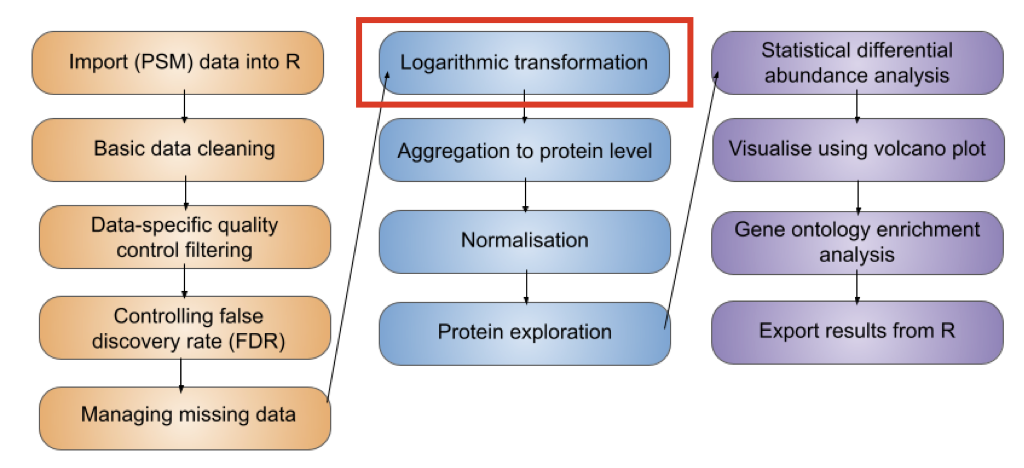 Import (PSM) data into R
Basic data cleaning
Data-specific quality
control filtering
Controlling false
discovery rate (FDR)
Managing missing data
Logarithmic transformation
Aggregation to protein level
Normalisation
Protein exploration
Statistical differential
abundance analysis
Visualise using volcano plot
Gene ontology enrichment
analysis
Export results from R